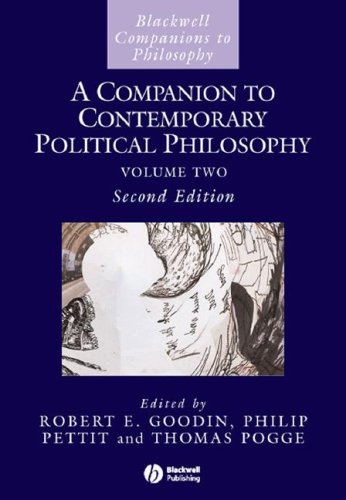 Blackwell
Companions to
Philosophy
A COMPANION TO
CONTEMPORARY
POLITICAL PHILOSOPHY
VOLUME TWO
Second Edition
Edited by
ROBERT E. GOODIN, PHILIP
PETTIT and THOMAS POGGE
Blackwell
Publishing